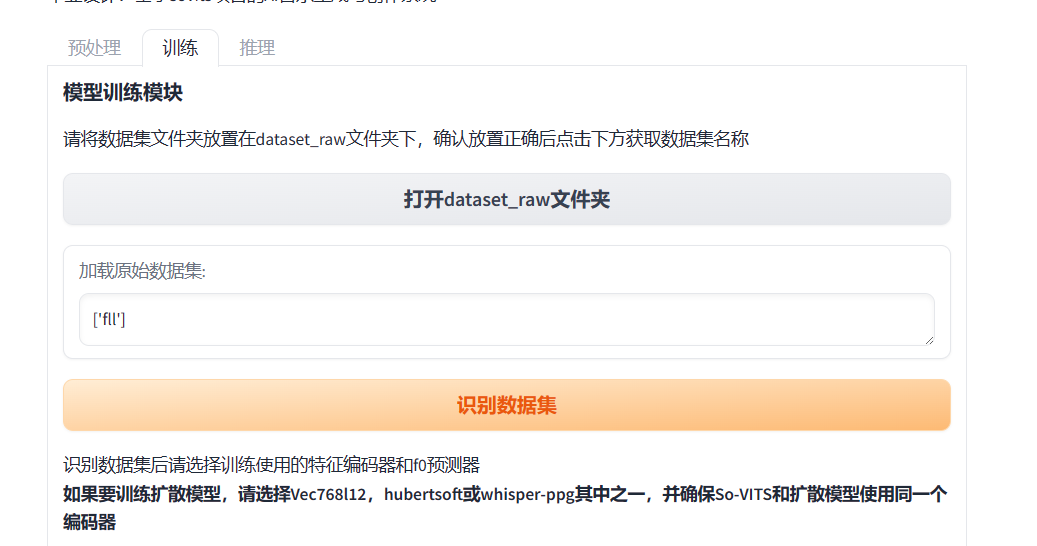 预处理
训练
推理
模型训练模块
请将数据集文件夹放置在dataset_raw文件夹下，确认放置正确后点击下方获取数据集名称
打开dataset_raw文件夹
加载原始数据集:
['fll']
识别数据集
识别数据集后请选择训练使用的特征编码器和f0预测器
如果要训练扩散模型，请选择Vec768l12，hubertsoft或whisper-ppg其中之一，并确保So-VITS和扩散模型使用同一个
编码器